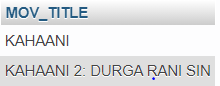 MOV_TITLE
KAHAANI
KAHAANI 2: DURGA RANI SIN